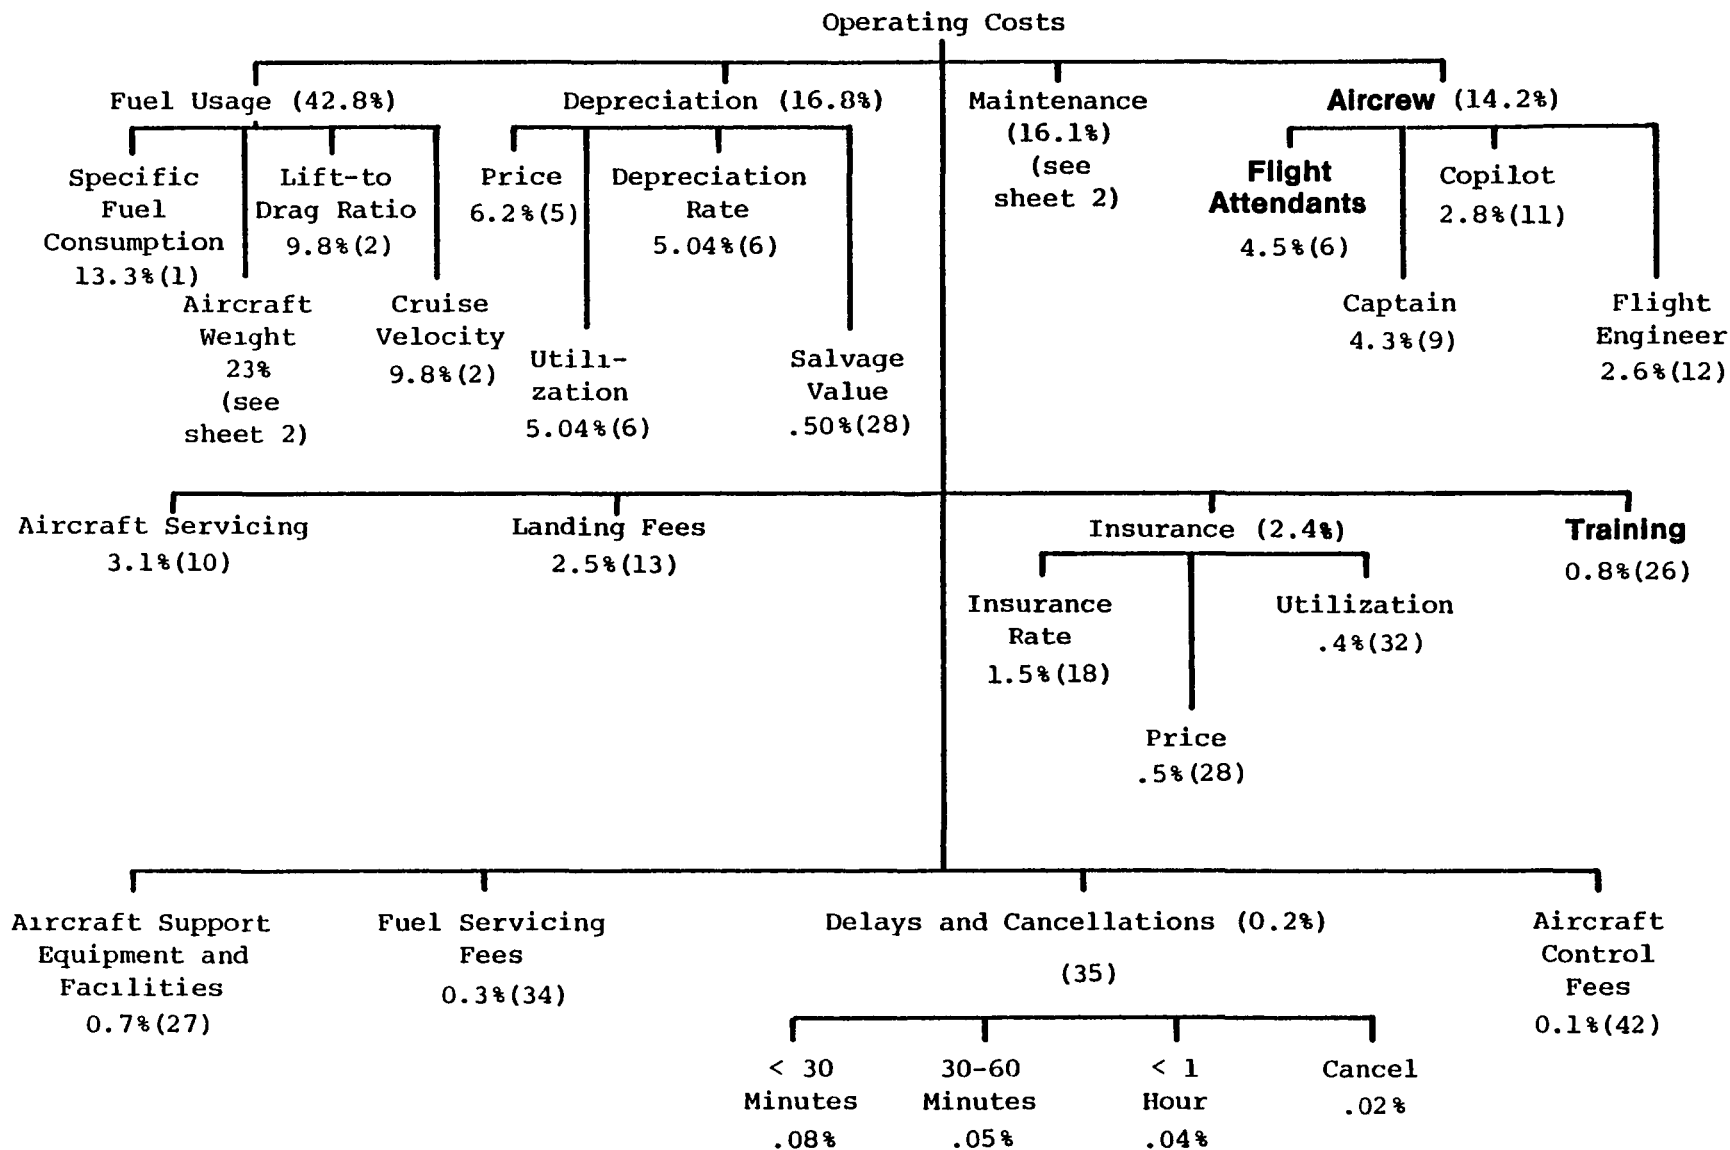 Operating Costs
Fuel Usage (42.8%)
Depreciation (16.8%)
Maintenance
(16.1%)
(see
sheet 2)
Aircrew (14.2%)
Specific
Fuel
Consumption
13.3%(1)
Aircraft
Weight
23%
(see
sheet 2)
Lift-to
Drag Ratio
9.8%(2)
Cruise
Velocity
9.8%(2)
Price
6.2%(5)
Utili-
zation
5.04%(6)
Depreciation
Rate
5.04%(6)
Salvage
Value
.50%(28)
Flight
Attendants
4.5%(6)
Captain
4.3%(9)
Copilot
2.8%(11)
Flight
Engineer
2.6%(12)
Aircraft Servicing
3.1%(10)
Landing Fees
2.5%(13)
Insurance (2.4%)
Insurance
Rate
1.5%(18)
Price
.5%(28)
Utilization
.4%(32)
Training
0.8%(26)
Aircraft Support
Equipment and
Facilities
0.7%(27)
Fuel Servicing
Fees
0.3%(34)
Delays and Cancellations (0.2%)
(35)
< 30
Minutes
.08%
30-60
Minutes
.05%
< 1
Hour
.04%
Cancel
.02%
Aircraft
Control
Fees
0.1%(42)